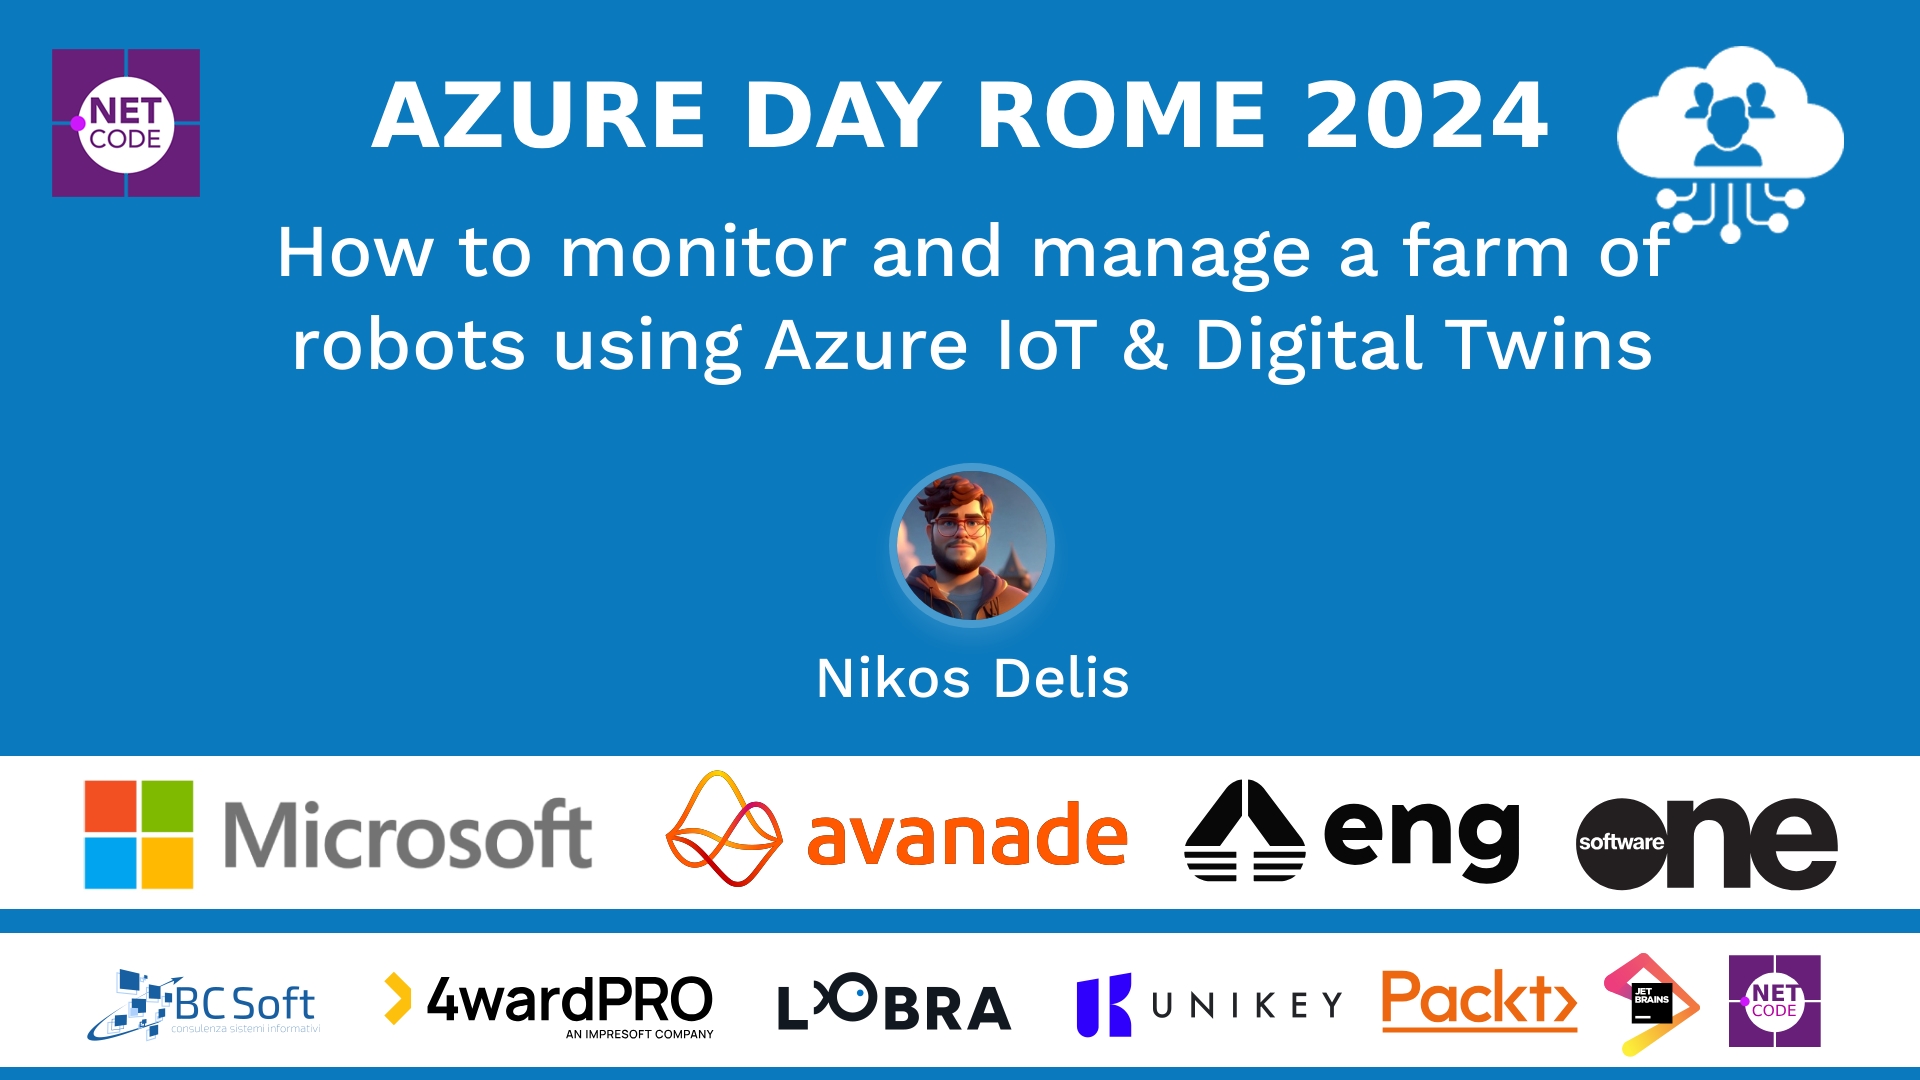 NET
CODE
AZURE DAY ROME 2024
How to monitor and manage a farm of
robots using Azure IoT & Digital Twins
Nikos Delis
Microsoft
avanade
eng
software one
BC Soft
consulenza sistemi informativi
4wardPRO
AN IMPRESOFT COMPANY
LOBRA
UNIKEY
Packt
JET
BRAINS
NET
CODE